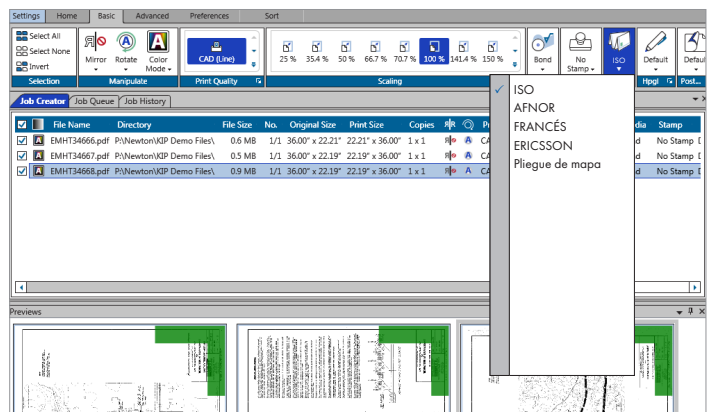 Settings Home Basic Advanced Preferences Sort
Select All
Select None
Invert
Mirror Rotate Color Mode
CAD (Line)
25 % 35.4 % 50 % 66.7 % 70.7 % 100 % 141.4 % 150 %
Bond No Stamp ISO Default
Selection Manipulate Print Quality Scaling Hpgl Post...
ISO
AFNOR
FRANCÉS
ERICSSON
Pliegue de mapa
Job Creator Job Queue Job History
File Name Directory File Size No. Original Size Print Size Copies Stamp
EMHT34666.pdf P:\Newton\KIP Demo Files\ 0.6 MB 1/1 36.00" x 22.21" 22.21" x 36.00" 1 x 1 A CA No Stamp
EMHT34667.pdf P:\Newton\KIP Demo Files\ 0.5 MB 1/1 36.00" x 22.19" 22.19" x 36.00" 1 x 1 A CA No Stamp
EMHT34668.pdf P:\Newton\KIP Demo Files\ 0.9 MB 1/1 36.00" x 22.19" 22.19" x 36.00" 1 x 1 A CA No Stamp
Previews